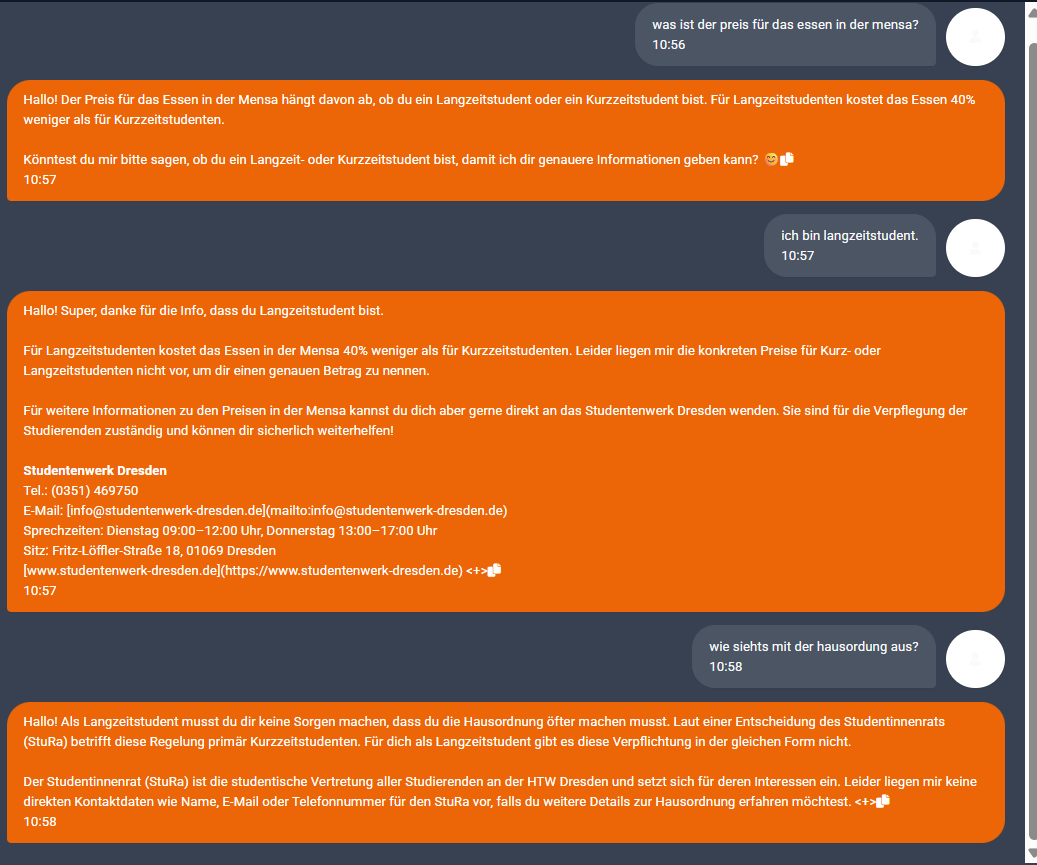 was ist der preis für das essen in der mensa?
10:56
Hallo! Der Preis für das Essen in der Mensa hängt davon ab, ob du ein Langzeitstudent oder ein Kurzzeitstudent bist. Für Langzeitstudenten kostet das Essen 40%
weniger als für Kurzzeitstudenten.
Könntest du mir bitte sagen, ob du ein Langzeit- oder Kurzzeitstudent bist, damit ich dir genauere Informationen geben kann? 😊
10:57
ich bin langzeitstudent.
10:57
Hallo! Super, danke für die Info, dass du Langzeitstudent bist.
Für Langzeitstudenten kostet das Essen in der Mensa 40% weniger als für Kurzzeitstudenten. Leider liegen mir die konkreten Preise für Kurz- oder
Langzeitstudenten nicht vor, um dir einen genauen Betrag zu nennen.
Für weitere Informationen zu den Preisen in der Mensa kannst du dich aber gerne direkt an das Studentenwerk Dresden wenden. Sie sind für die Verpflegung der
Studierenden zuständig und können dir sicherlich weiterhelfen!
Studentenwerk Dresden
Tel.: (0351) 469750
E-Mail: [info@studentenwerk-dresden.de](mailto:info@studentenwerk-dresden.de)
Sprechzeiten: Dienstag 09:00–12:00 Uhr, Donnerstag 13:00–17:00 Uhr
Sitz: Fritz-Löffler-Straße 18, 01069 Dresden
[www.studentenwerk-dresden.de](https://www.studentenwerk-dresden.de) <+>
10:57
wie siehts mit der hausordung aus?
10:58
Hallo! Als Langzeitstudent musst du dir keine Sorgen machen, dass du die Hausordnung öfter machen musst. Laut einer Entscheidung des Studentinnenrats
(StuRa) betrifft diese Regelung primär Kurzzeitstudenten. Für dich als Langzeitstudent gibt es diese Verpflichtung in der gleichen Form nicht.
Der Studentinnenrat (StuRa) ist die studentische Vertretung aller Studierenden an der HTW Dresden und setzt sich für deren Interessen ein. Leider liegen mir keine
direkten Kontaktdaten wie Name, E-Mail oder Telefonnummer für den StuRa vor, falls du weitere Details zur Hausordnung erfahren möchtest. <+>
10:58